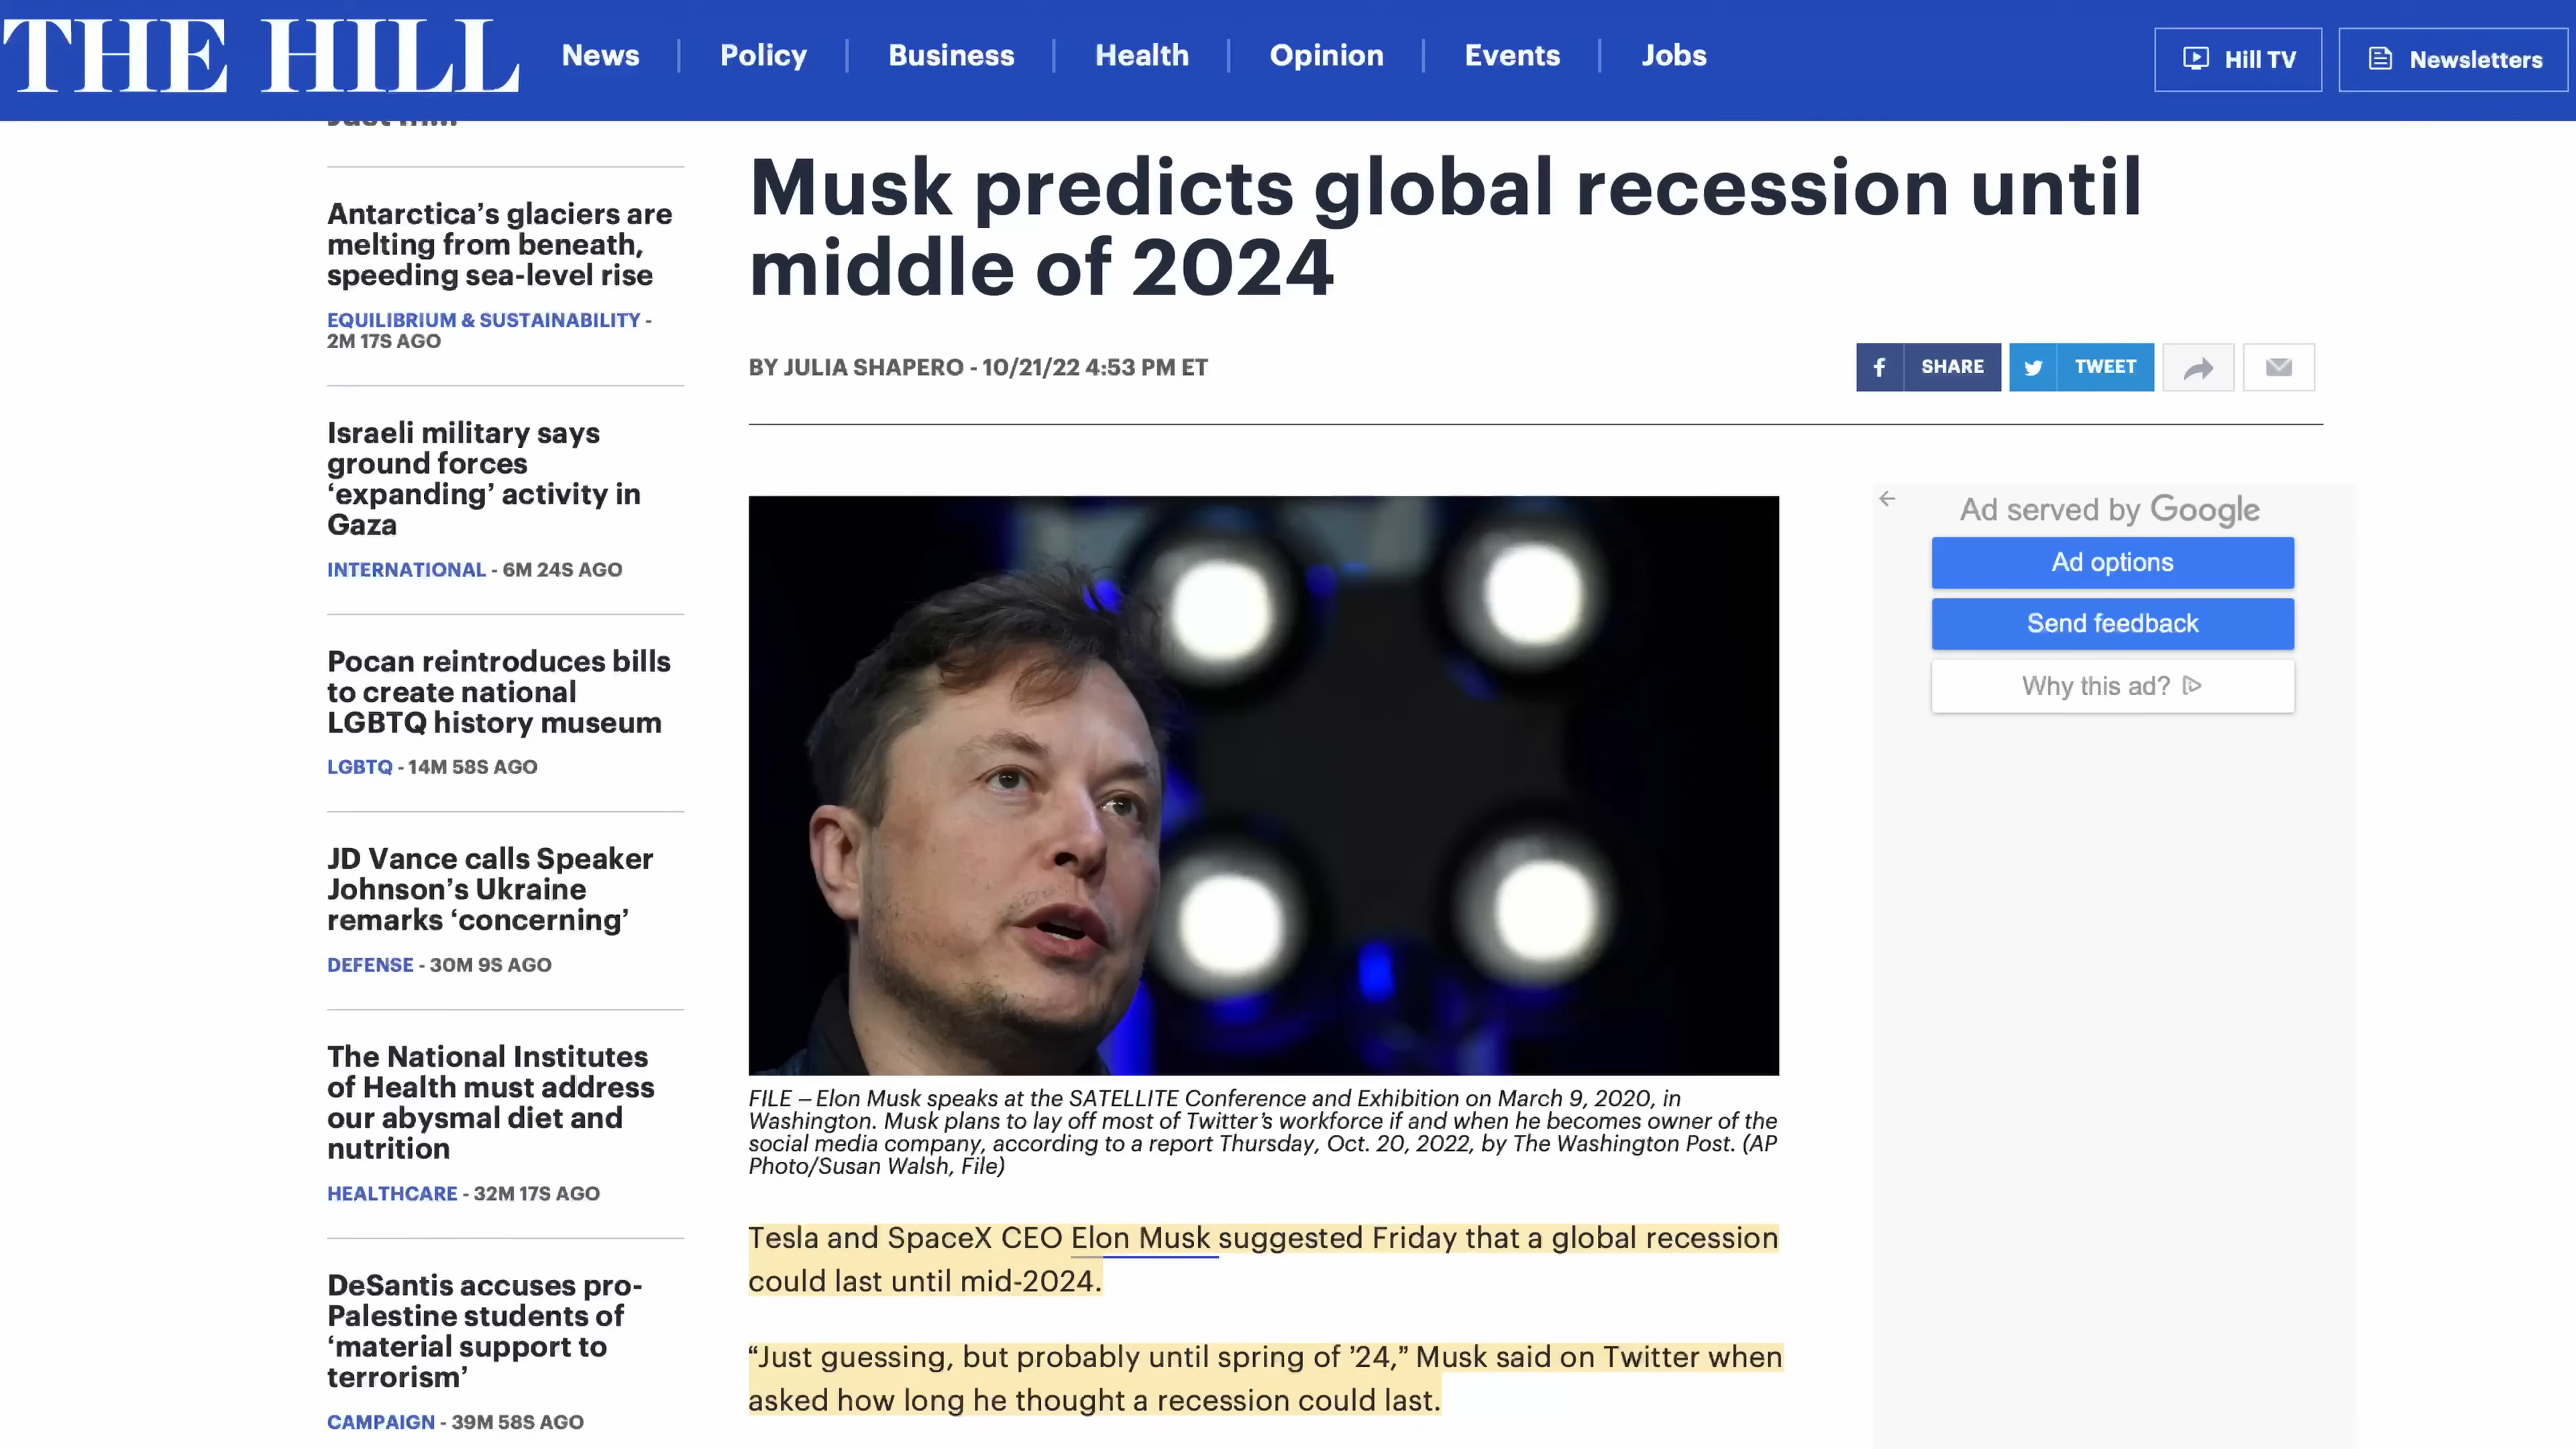 THE HILL
News
Policy
Business
Health
Opinion
Events
Jobs
Hill TV
Newsletters
Antarctica’s glaciers are
melting from beneath,
speeding sea-level rise
EQUILIBRIUM & SUSTAINABILITY -
2M 17S AGO
Israeli military says
ground forces
‘expanding’ activity in
Gaza
INTERNATIONAL - 6M 24S AGO
Pocan reintroduces bills
to create national
LGBTQ history museum
LGBTQ - 14M 58S AGO
JD Vance calls Speaker
Johnson’s Ukraine
remarks ‘concerning’
DEFENSE - 30M 9S AGO
The National Institutes
of Health must address
our abysmal diet and
nutrition
HEALTHCARE - 32M 17S AGO
DeSantis accuses pro-
Palestine students of
‘material support to
terrorism’
CAMPAIGN - 39M 58S AGO
Musk predicts global recession until
middle of 2024
BY JULIA SHAPERO - 10/21/22 4:53 PM ET
SHARE
TWEET
FILE – Elon Musk speaks at the SATELLITE Conference and Exhibition on March 9, 2020, in
Washington. Musk plans to lay off most of Twitter’s workforce if and when he becomes owner of the
social media company, according to a report Thursday, Oct. 20, 2022, by The Washington Post. (AP
Photo/Susan Walsh, File)
Tesla and SpaceX CEO Elon Musk suggested Friday that a global recession
could last until mid-2024.
“Just guessing, but probably until spring of ’24,” Musk said on Twitter when
asked how long he thought a recession could last.
Ad served by Google
Ad options
Send feedback
Why this ad?